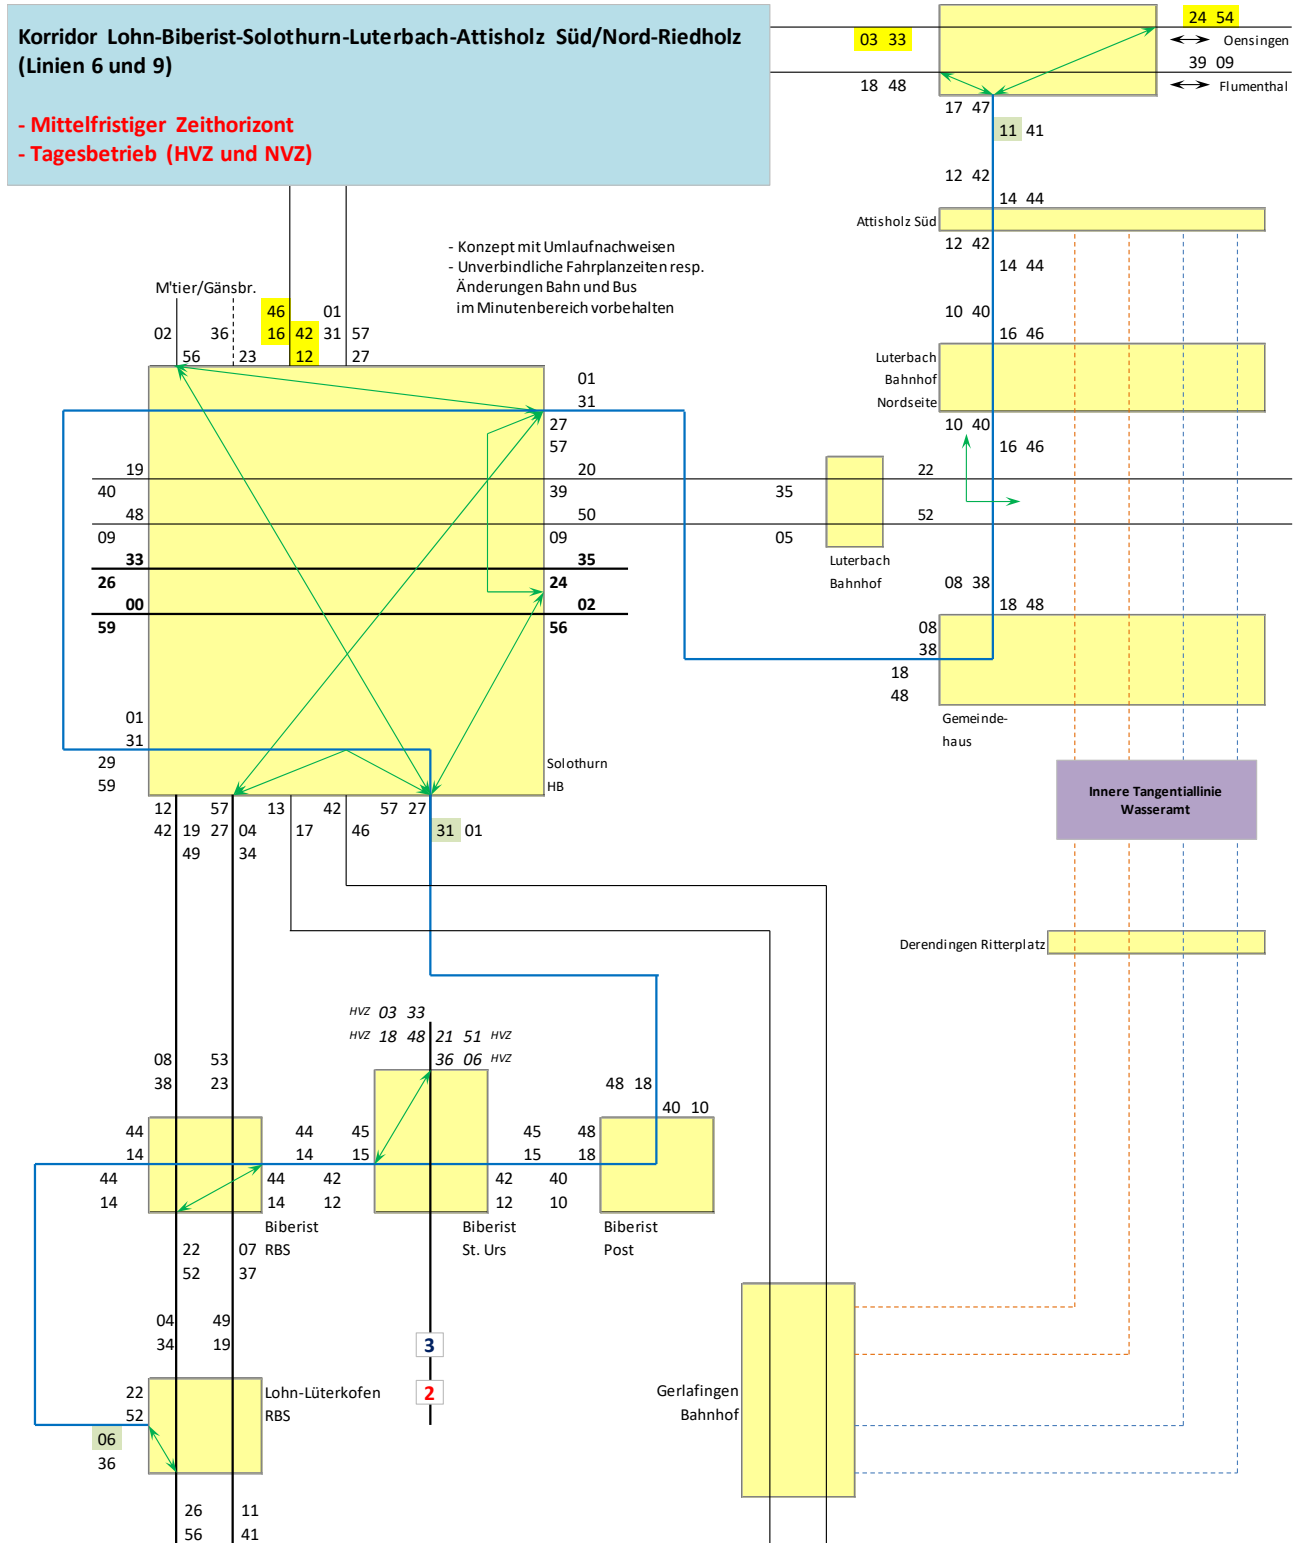 Korridor Lohn-Biberist-Solothurn-Luterbach-Attisholz Süd/Nord-Riedholz
(Linien 6 und 9)
- Mittelfristiger Zeithorizont
- Tagesbetrieb (HVZ und NVZ)
24 54
03 33
Oensingen
39 09
18 48
Flumenthal
17 47
11 41
12 42
14 44
Attisholz Süd
12 42
14 44
- Konzept mit Umlaufnachweisen
- Unverbindliche Fahrplanzeiten resp.
Änderungen Bahn und Bus
im Minutenbereich vorbehalten
M'tier/Gänsbr.
46 01
02 36 16 42 31 57
56 23 12 27
10 40
16 46
Luterbach
Bahnhof
Nordseite
01
31
27
57
10 40
16 46
19 20 22
40 39 35
48 50 52
09 09 05
33 35
26 24
00 02
59 56
Luterbach
Bahnhof
08 38
18 48
08
38
18
48
Gemeinde-
haus
01
31
29
59
Solothurn
HB
12 57 13 42 57 27
42 19 27 04 17 46 31 01
49 34
Innere Tangentiallinie
Wasseramt
Derendingen Ritterplatz
HVZ 03 33
HVZ 18 48 21 51 HVZ
36 06 HVZ
08 53
38 23
48 18
40 10
44 44 45 45 48
14 14 15 15 18
44 44 42 42 40
14 14 12 12 10
Biberist
RBS
Biberist
St. Urs
Biberist
Post
22 07
52 37
04 49
34 19
3
2
22
52
06
36
Lohn-Lüterkofen
RBS
Gerlafingen
Bahnhof
26 11
56 41